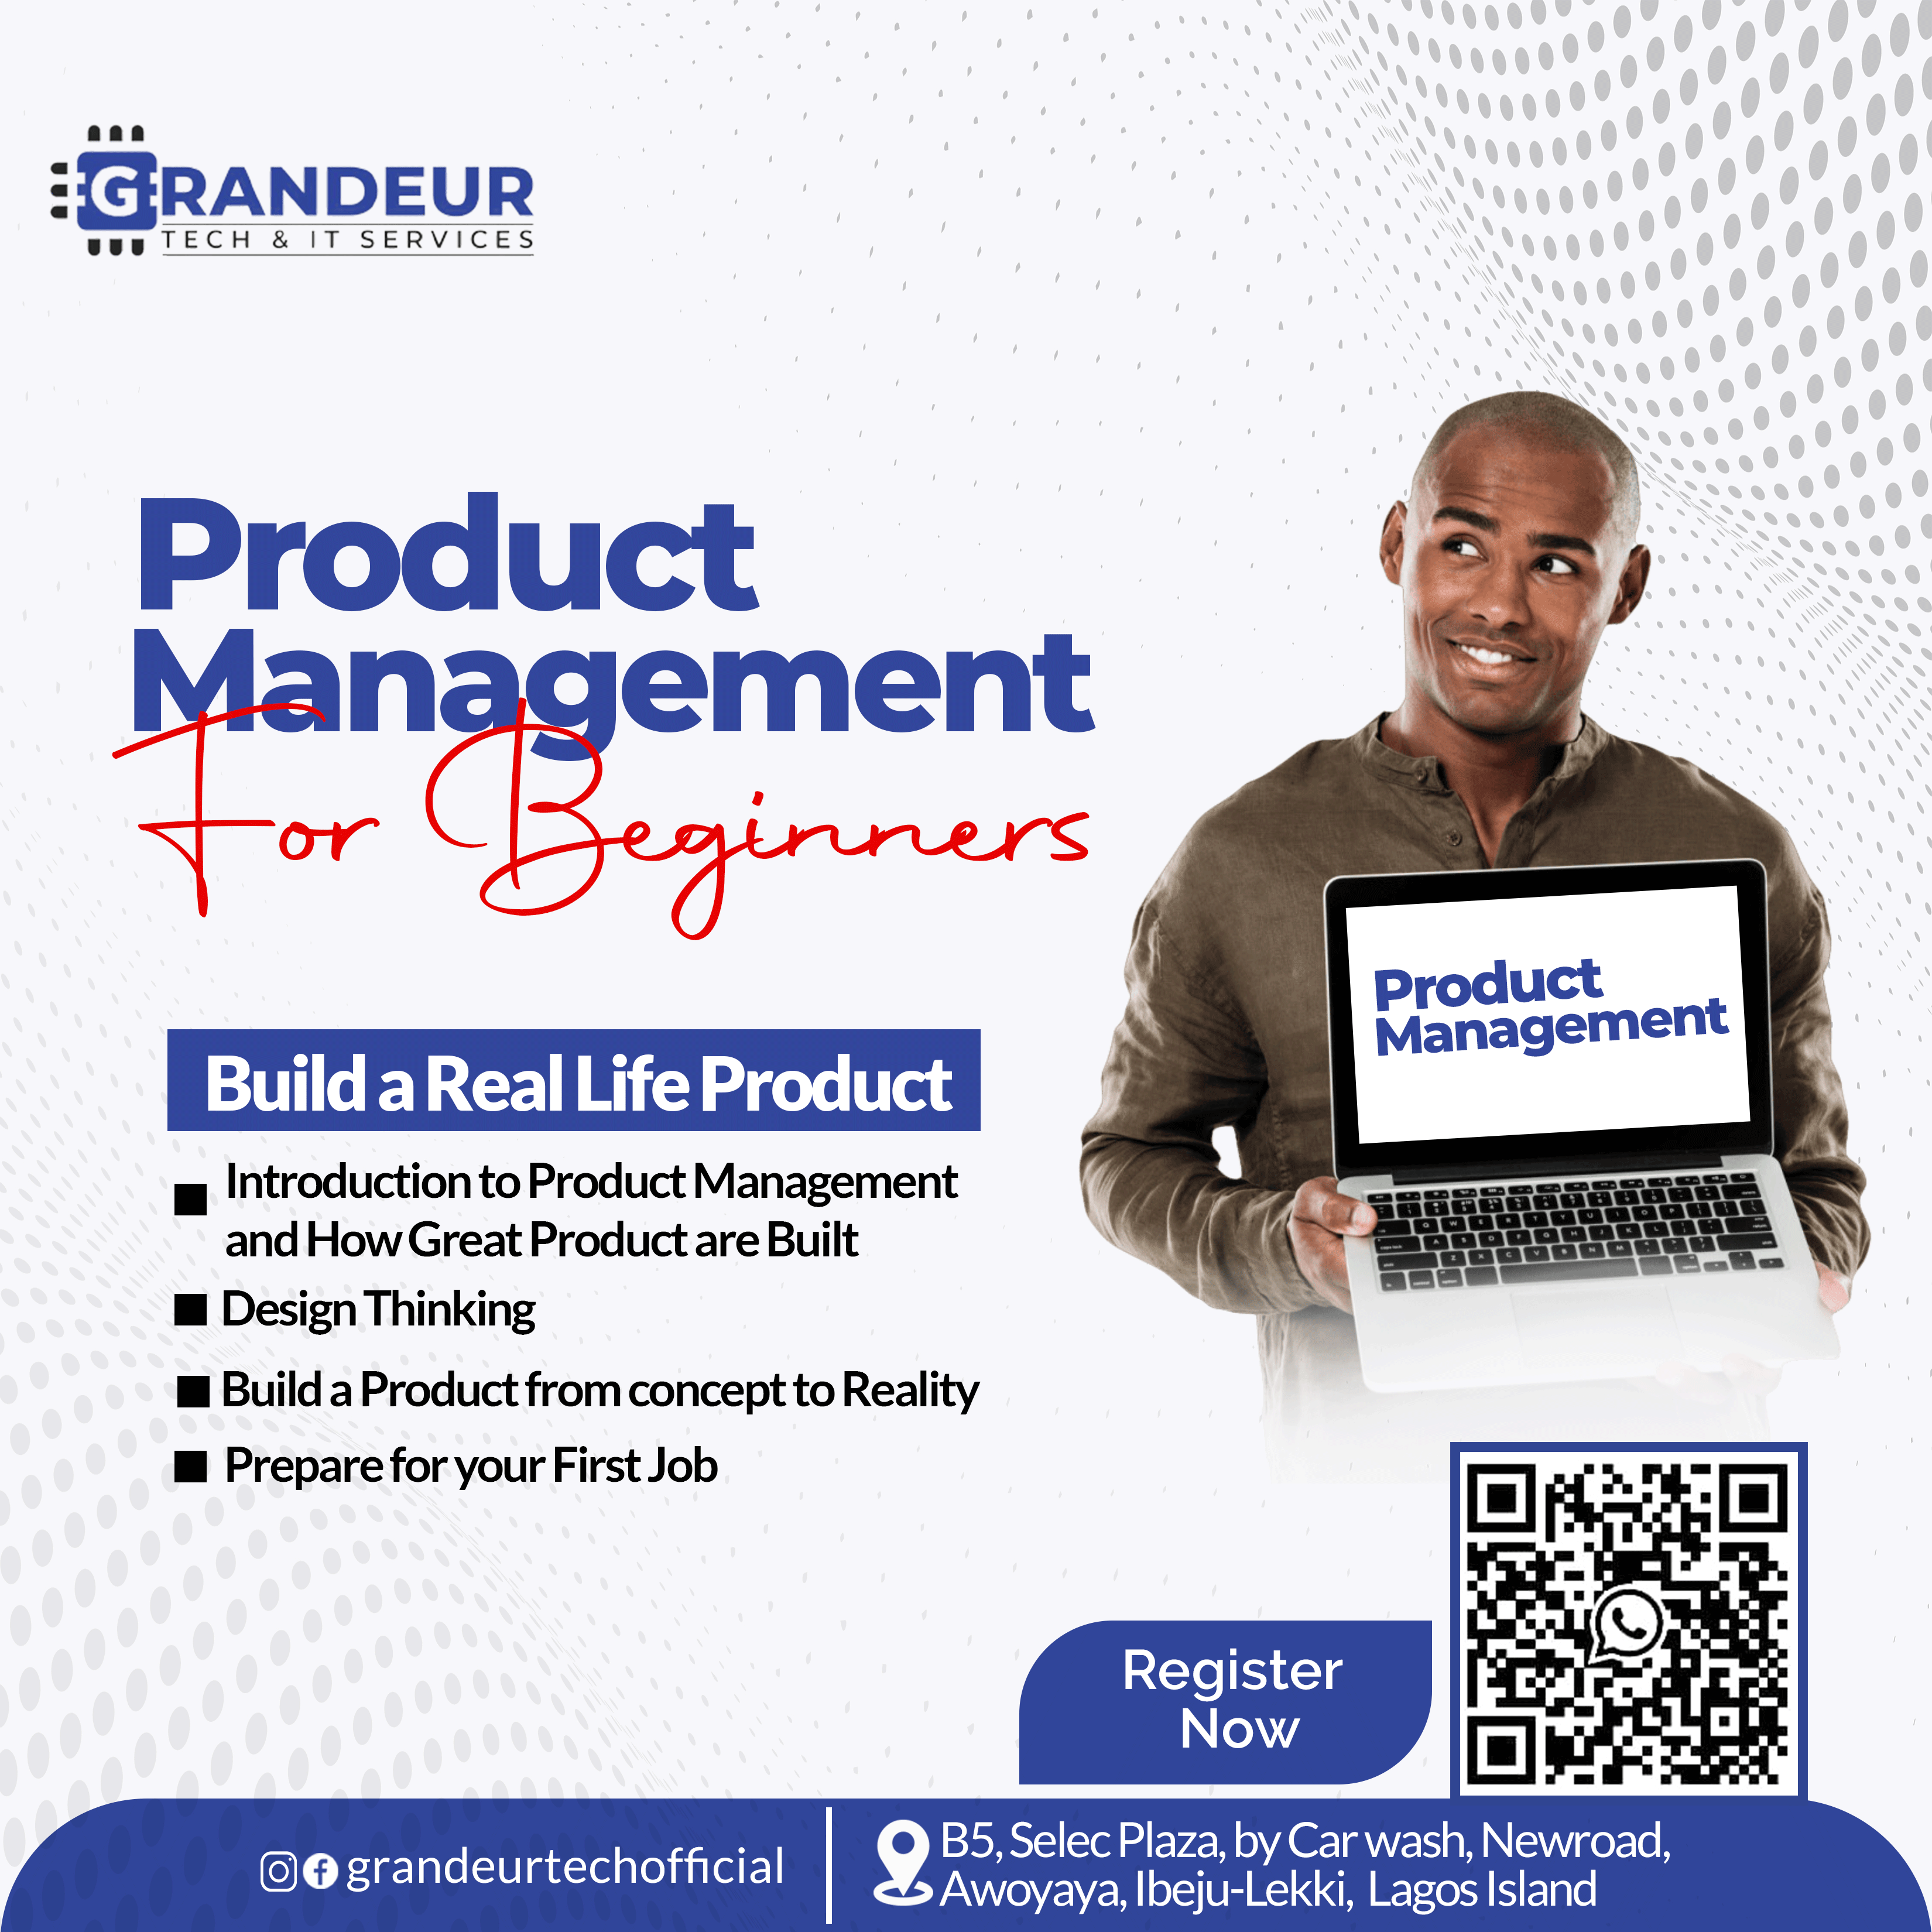 GRANDEUR
TECH & IT SERVICES
Product
Management
For Beginners
Product
Management
Build a Real Life Product
Introduction to Product Management
and How Great Product are Built
Design Thinking
Build a Product from concept to Reality
Prepare for your First Job
Register
Now
grandeurtechofficial
B5, Selec Plaza, by Car wash, Newroad,
Awoyaya, Ibeju-Lekki, Lagos Island